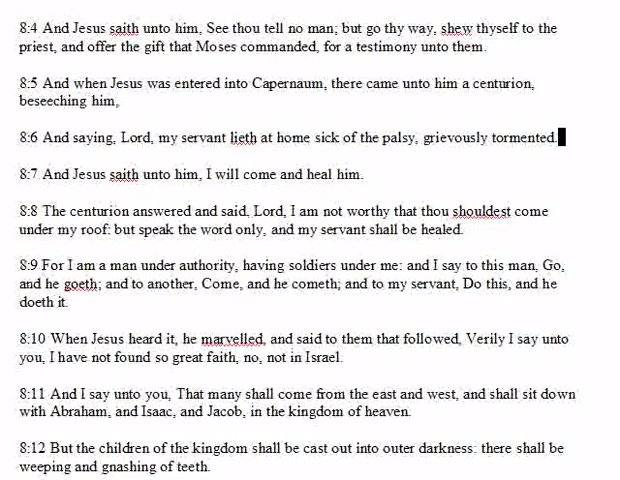 8:4 And Jesus saith unto him, See thou tell no man; but go thy way, shew thyself to the
priest, and offer the gift that Moses commanded, for a testimony unto them.
8:5 And when Jesus was entered into Capernaum, there came unto him a centurion,
beseeching him,
8:6 And saying, Lord, my servant lieth at home sick of the palsy, grievously tormented.
8:7 And Jesus saith unto him, I will come and heal him.
8:8 The centurion answered and said, Lord, I am not worthy that thou shouldest come
under my roof: but speak the word only, and my servant shall be healed.
8:9 For I am a man under authority, having soldiers under me: and I say to this man, Go,
and he goeth; and to another, Come, and he cometh; and to my servant, Do this, and he
doeth it.
8:10 When Jesus heard it, he marvelled, and said to them that followed, Verily I say unto
you, I have not found so great faith, no, not in Israel.
8:11 And I say unto you, That many shall come from the east and west, and shall sit down
with Abraham, and Isaac, and Jacob, in the kingdom of heaven.
8:12 But the children of the kingdom shall be cast out into outer darkness: there shall be
weeping and gnashing of teeth.